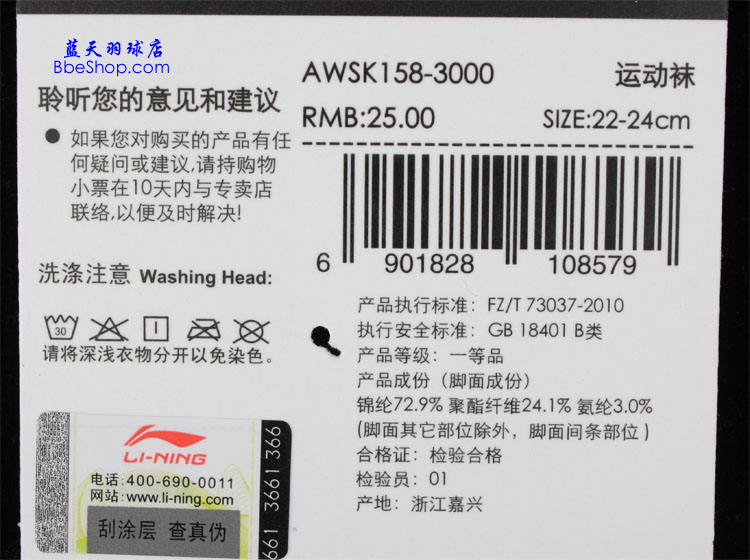 蓝天羽球店
BbeShop.com
聆听您的意见和建议
如果您对购买的产品有任
何疑问或建议,请持购物
小票在10天内与专卖店
联络,以便及时解决!
洗涤注意 Washing Head:
30
请将深浅衣物分开以免染色。
LI-NING
电话:400-690-0011
网站:www.li-ning.com
刮涂层 查真伪
3661 3661 366
AWSK158-3000 运动袜
RMB:25.00 SIZE:22-24cm
6 901828 108579
产品执行标准: FZ/T 73037-2010
执行安全标准: GB 18401 B类
产品等级: 一等品
产品成份（脚面成份）
锦纶72.9% 聚酯纤维24.1% 氨纶3.0%
(脚面其它部位除外，脚面间条部位）
合格证: 检验合格
检验员: 01
产地: 浙江嘉兴